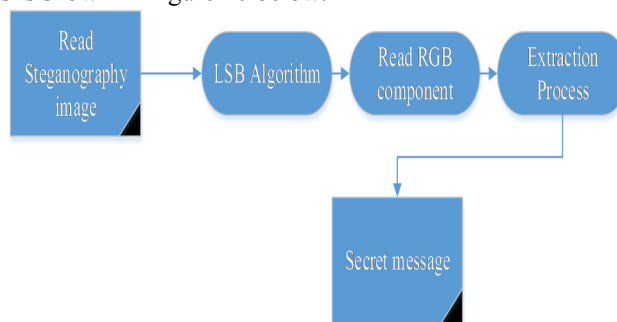 Read
Steganography
image
LSB Algorithm
Read RGB
component
Extraction
Process
Secret message